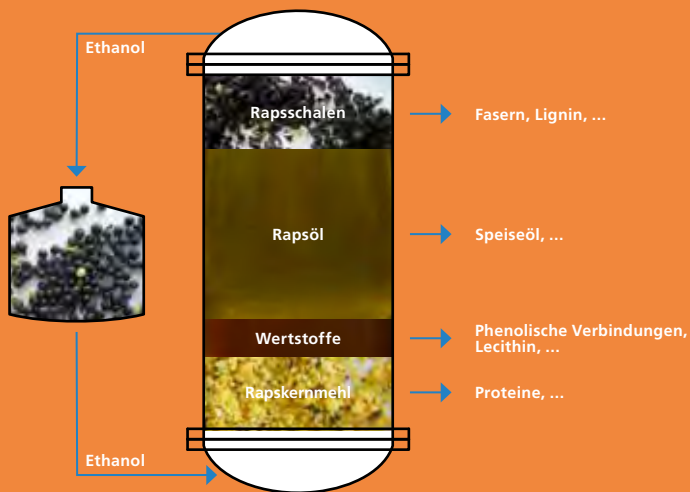 Ethanol
Rapsschalen
Fasern, Lignin, ...
Rapsöl
Speiseöl, ...
Wertstoffe
Phenolische Verbindungen,
Lecithin, ...
Rapskernmehl
Proteine, ...
Ethanol